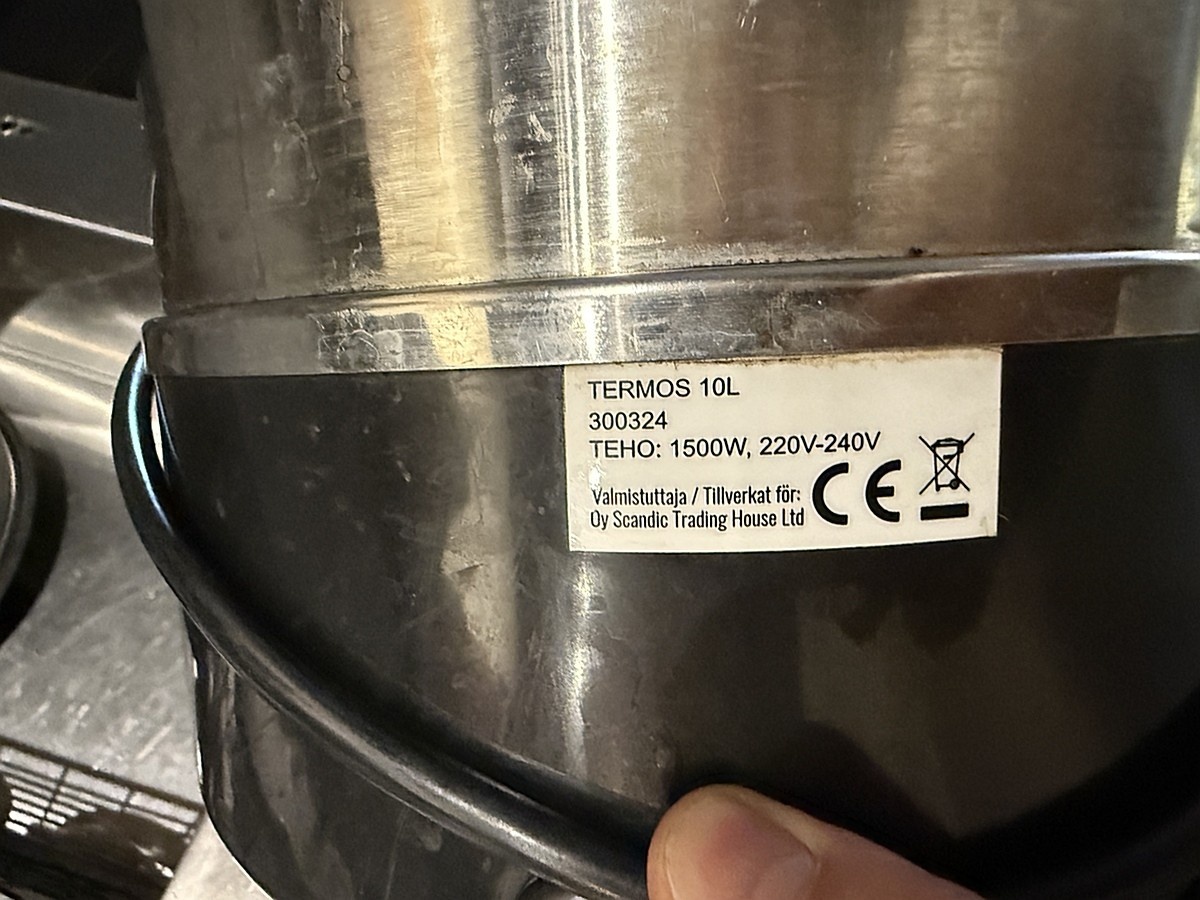 TERMOS 10L
300324
TEHO: 1500W, 220V-240V
Valmistuttaja / Tillverkat för:
Oy Scandic Trading House Ltd
CE